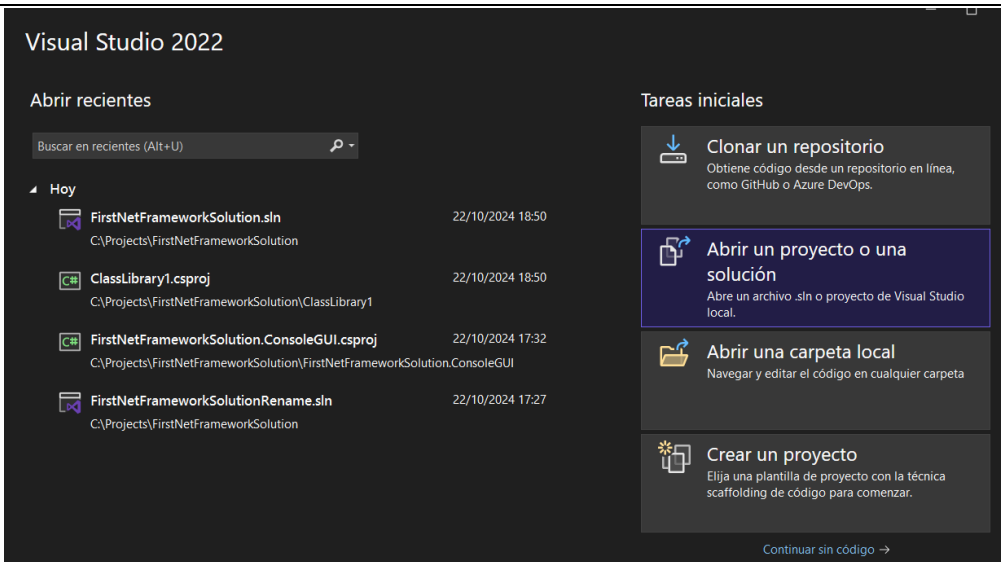 Visual Studio 2022
Abrir recientes
Buscar en recientes (Alt+U)
Hoy
FirstNetFrameworkSolution.sln 22/10/2024 18:50
C:\Projects\FirstNetFrameworkSolution
C# ClassLibrary1.csproj 22/10/2024 18:50
C:\Projects\FirstNetFrameworkSolution\ClassLibrary1
C# FirstNetFrameworkSolution.ConsoleGUI.csproj 22/10/2024 17:32
C:\Projects\FirstNetFrameworkSolution\FirstNetFrameworkSolution.ConsoleGUI
FirstNetFrameworkSolutionRename.sln 22/10/2024 17:27
C:\Projects\FirstNetFrameworkSolution
Tareas iniciales
Clonar un repositorio
Obtiene código desde un repositorio en línea,
como GitHub o Azure DevOps.
Abrir un proyecto o una
solución
Abre un archivo .sln o proyecto de Visual Studio
local.
Abrir una carpeta local
Navegar y editar el código en cualquier carpeta
Crear un proyecto
Elija una plantilla de proyecto con la técnica
scaffolding de código para comenzar.
Continuar sin código →